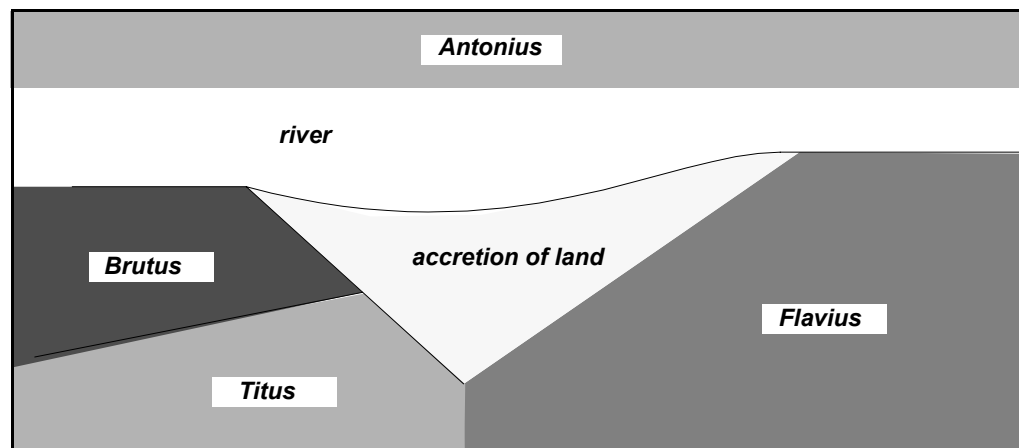 Antonius
river
Brutus
accretion of land
Flavius
Titus